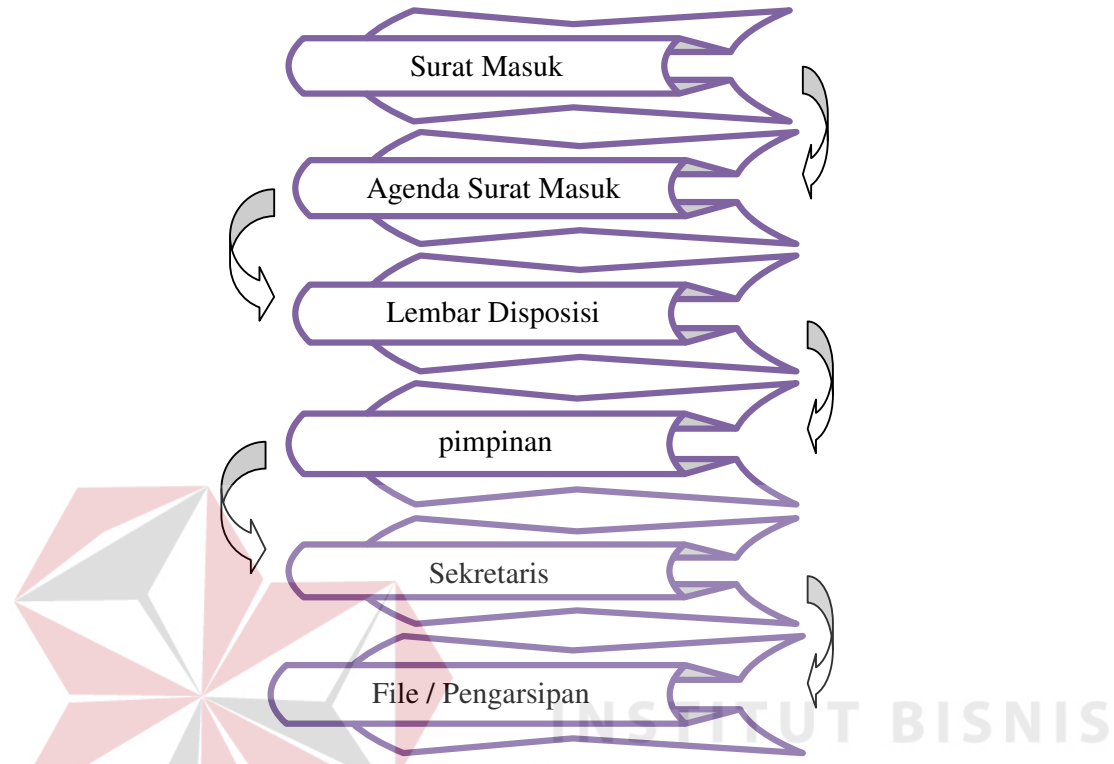 Surat Masuk
Agenda Surat Masuk
Lembar Disposisi
pimpinan
Sekretaris
File / Pengarsipan
INSTITUT BISNIS